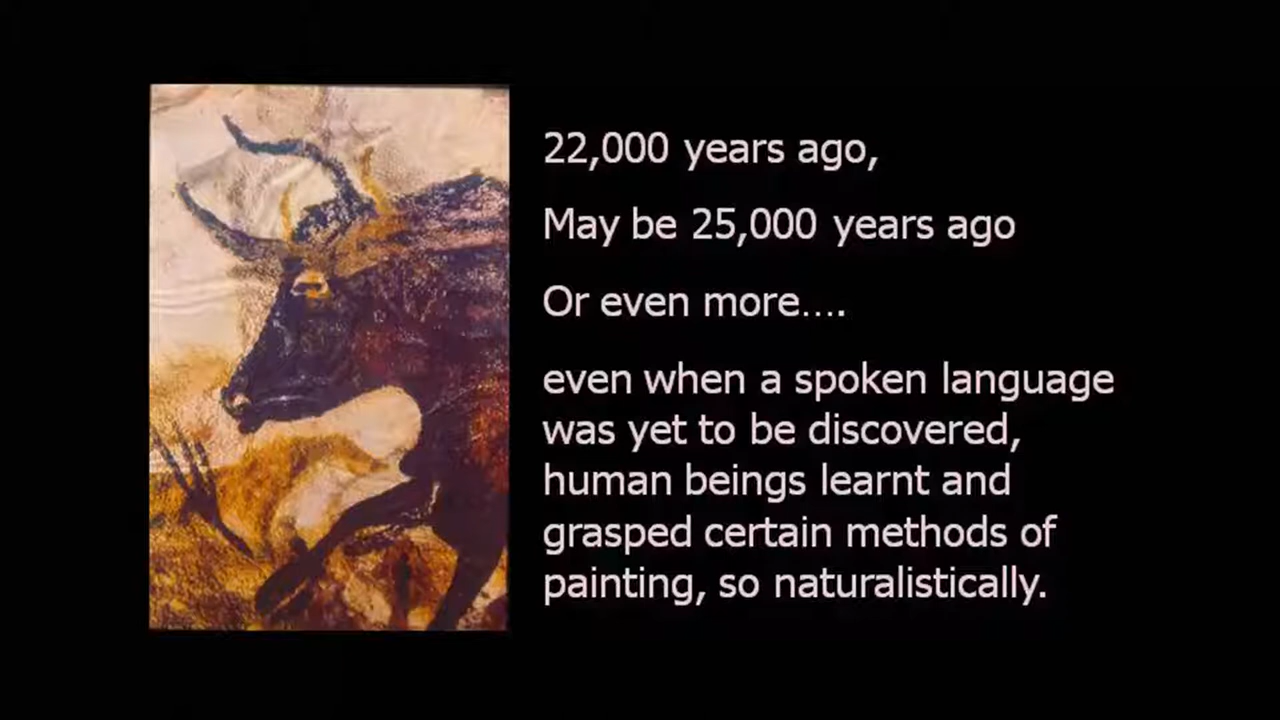 22,000 years ago,
May be 25,000 years ago
Or even more….
even when a spoken language
was yet to be discovered,
human beings learnt and
grasped certain methods of
painting, so naturalistically.